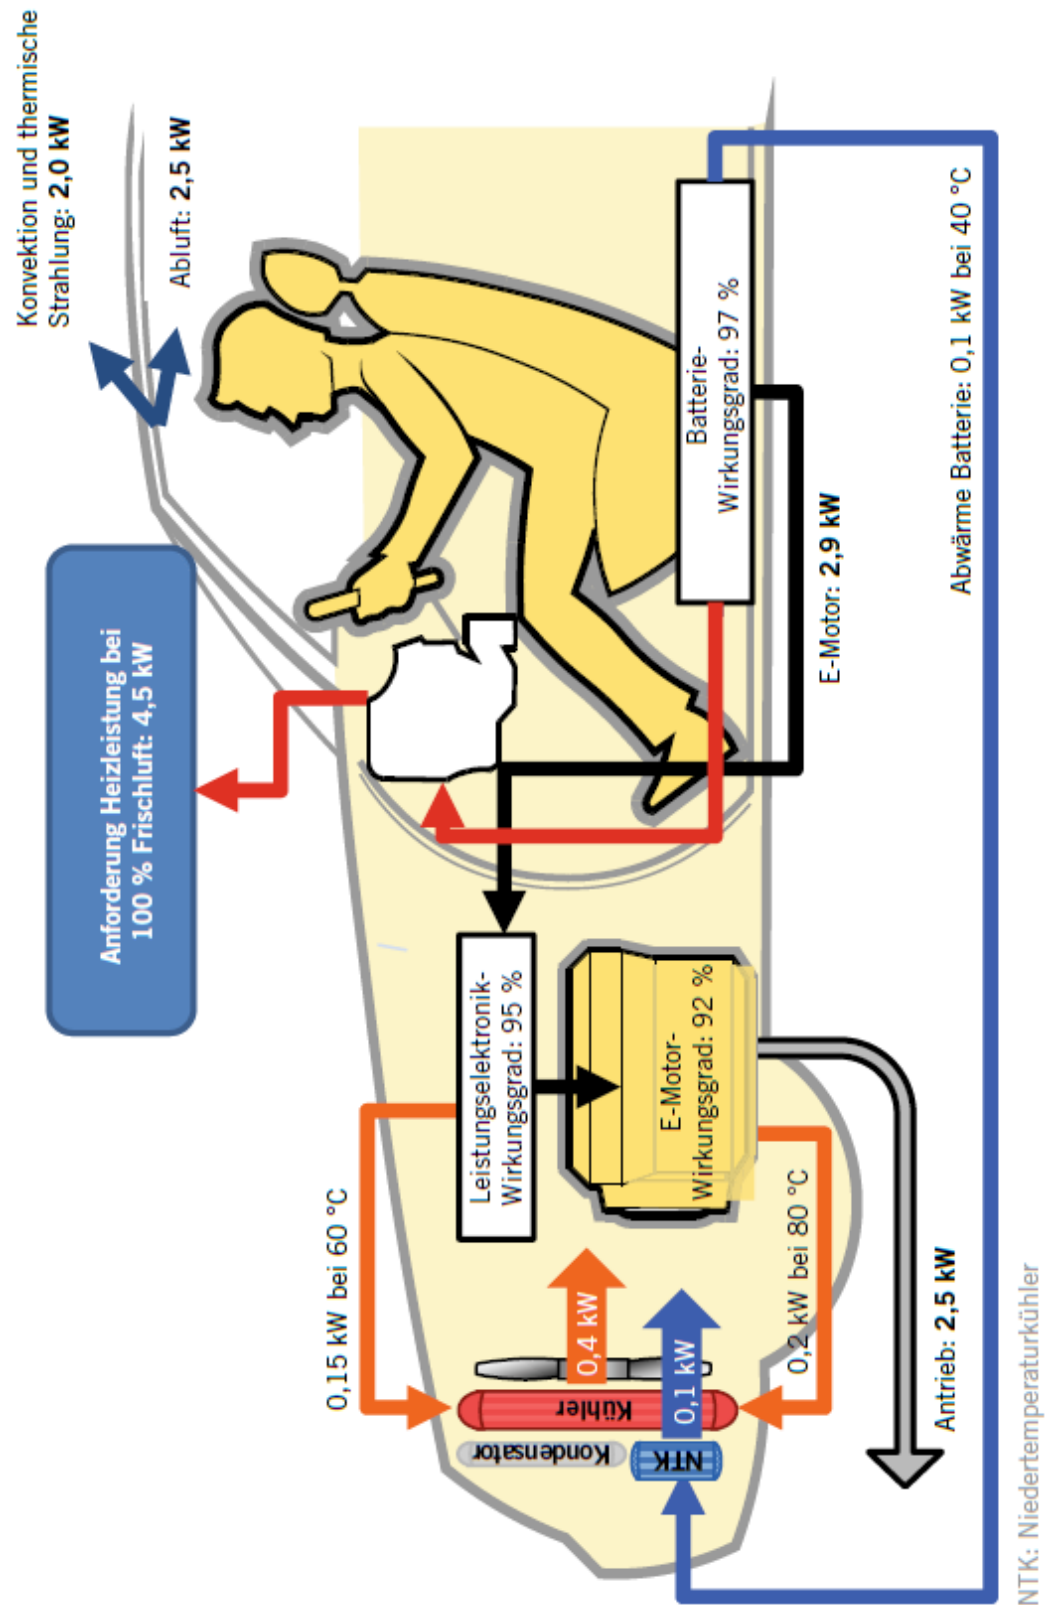 Konvektion und thermische
Strahlung: 2,0 kW
Abluft: 2,5 kW
Anforderung Heizleistung bei
100 % Frischluft: 4,5 kW
0,15 kW bei 60 °C
Leistungselektronik-
Wirkungsgrad: 95 %
Kondensator
Kühler
NTK
0,4 kW
0,1 kW
E-Motor-
Wirkungsgrad: 92 %
Batterie-
Wirkungsgrad: 97 %
0,2 kW bei 80 °C
E-Motor: 2,9 kW
Antrieb: 2,5 kW
Abwärme Batterie: 0,1 kW bei 40 °C
NTK: Niedertemperaturkühler